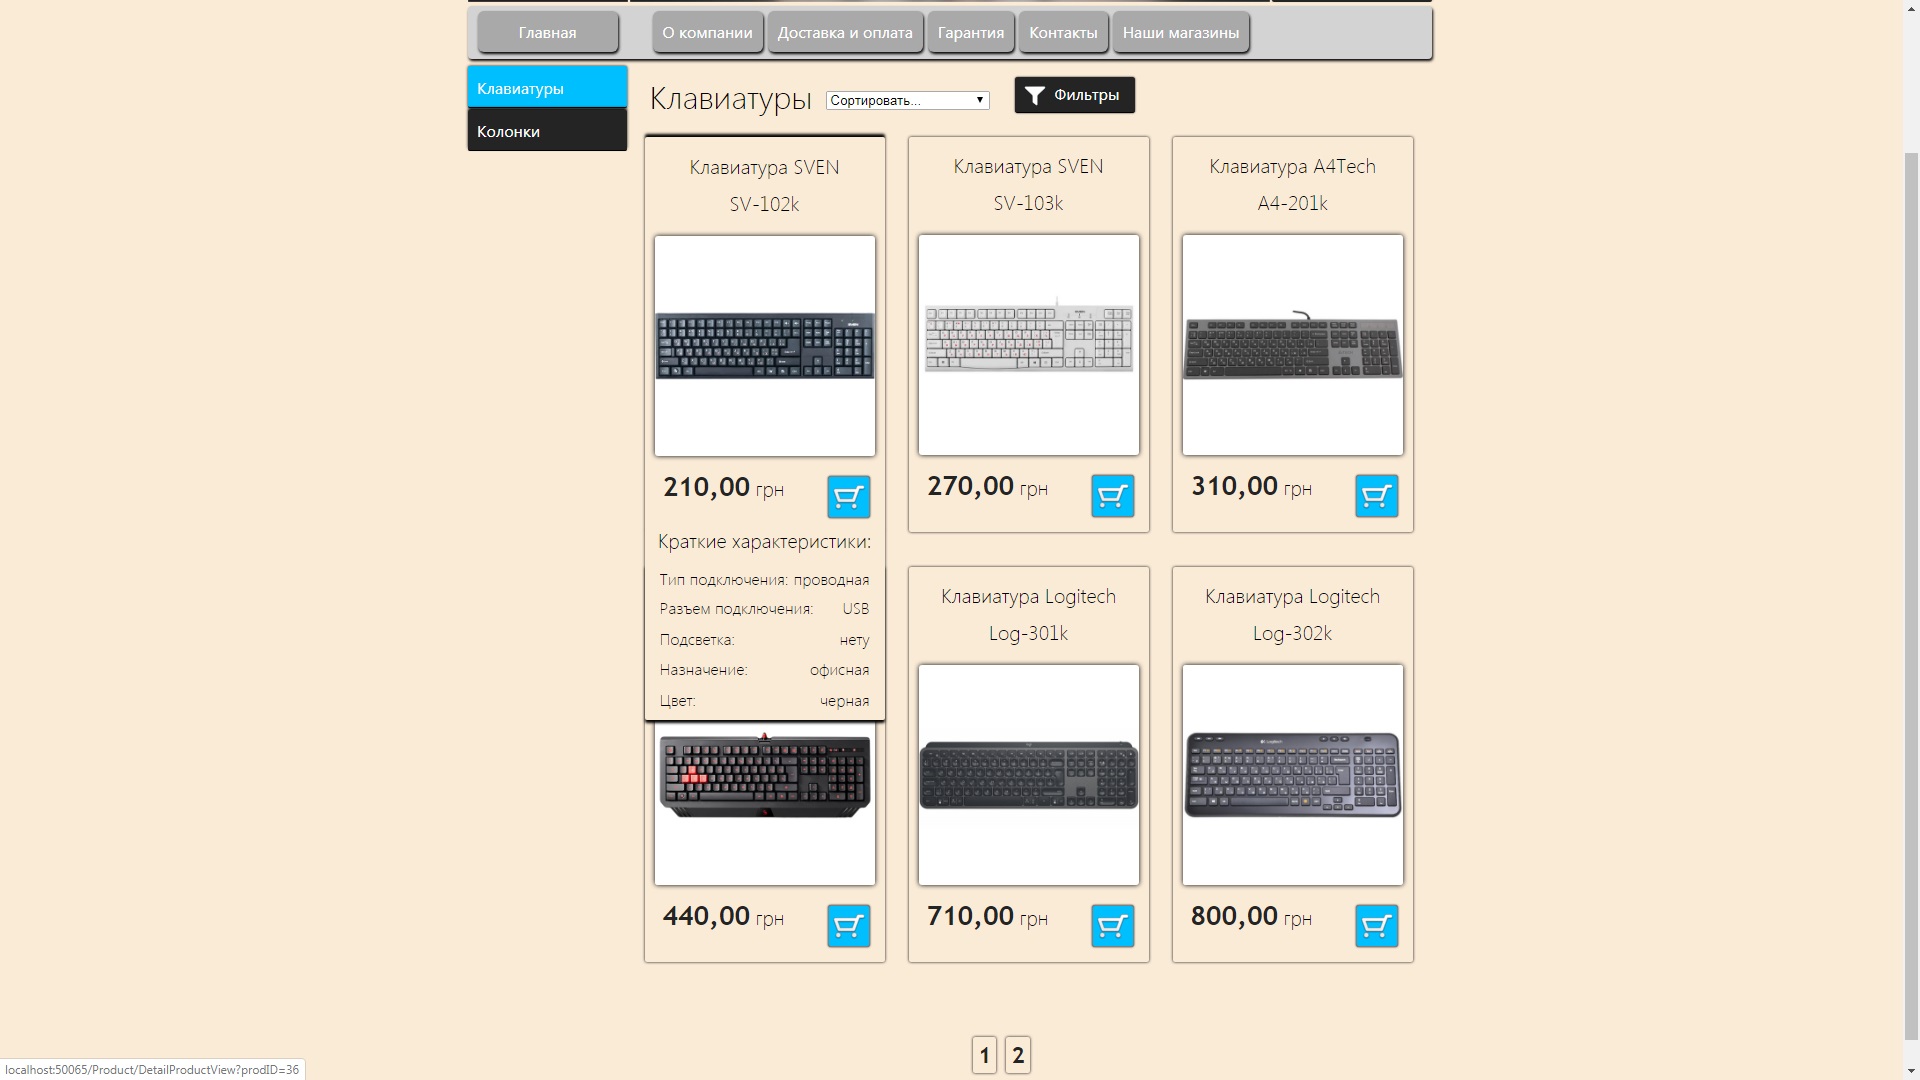 Главная
О компании
Доставка и оплата
Гарантия
Контакты
Наши магазины
Клавиатуры
Колонки
Клавиатуры
Сортировать...
Фильтры
Клавиатура SVEN
SV-102k
Клавиатура SVEN
SV-103k
Клавиатура A4Tech
A4-201k
210,00 грн
270,00 грн
310,00 грн
Краткие характеристики:
Тип подключения: проводная
Разъем подключения: USB
Подсветка: нету
Назначение: офисная
Цвет: черная
Клавиатура Logitech
Log-301k
Клавиатура Logitech
Log-302k
440,00 грн
710,00 грн
800,00 грн
1 2
localhost:50065/Product/DetailProductView?prodID=36